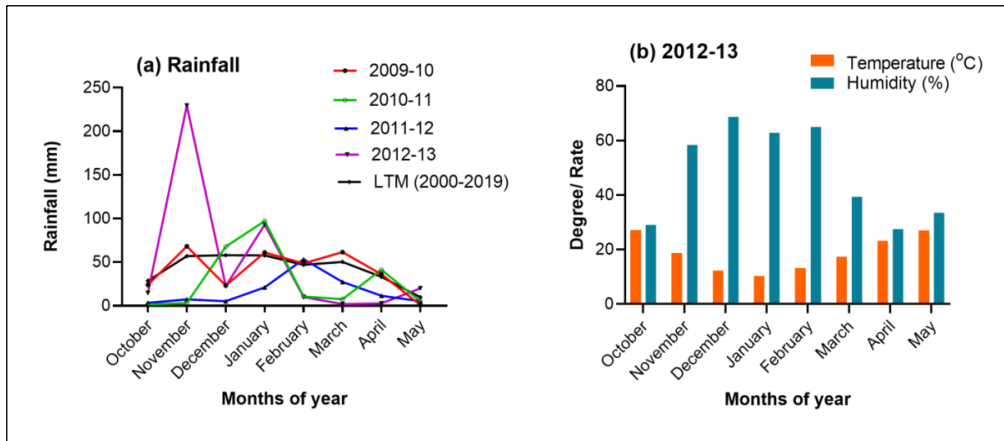 (a) Rainfall
2009-10
2010-11
2011-12
2012-13
LTM (2000-2019)
250
200
150
100
50
0
Rainfall (mm)
October
November
December
January
February
March
April
May
Months of year
(b) 2012-13
Temperature (°C)
Humidity (%)
80
60
40
20
0
Degree/ Rate
October
November
December
January
February
March
April
May
Months of year